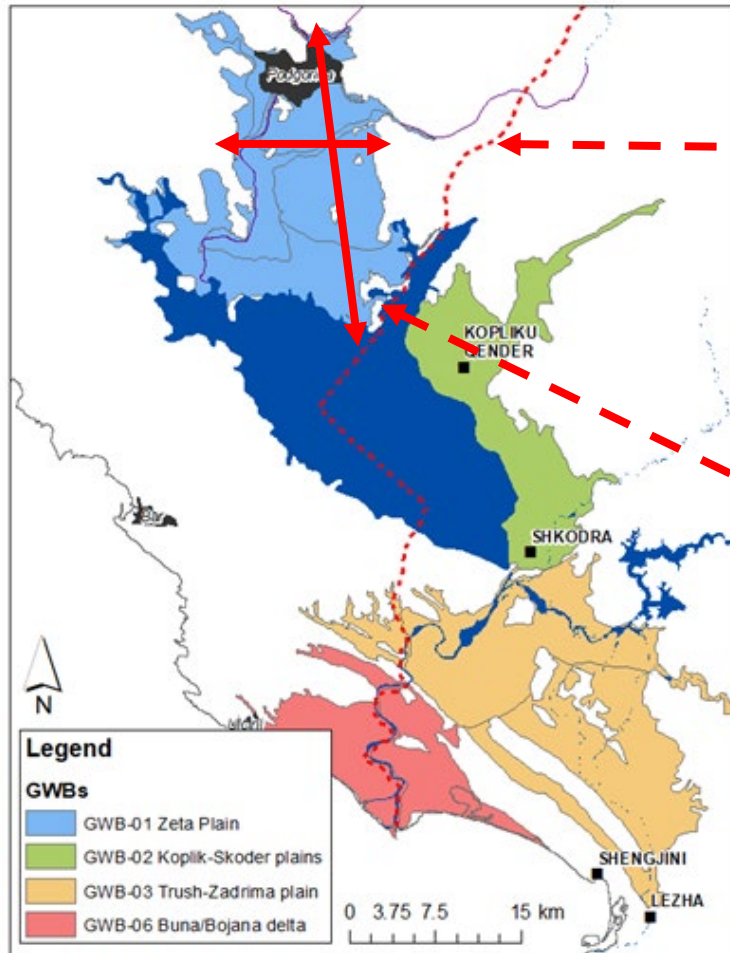 Podgorica
KOPLIKU
QENDER
SHKODRA
N
Legend
GWBs
GWB-01 Zeta Plain
GWB-02 Koplik-Skoder plains
GWB-03 Trush-Zadrima plain
GWB-06 Buna/Bojana delta
SHENGJINI
LEZHA
0 3.75 7.5 15 km